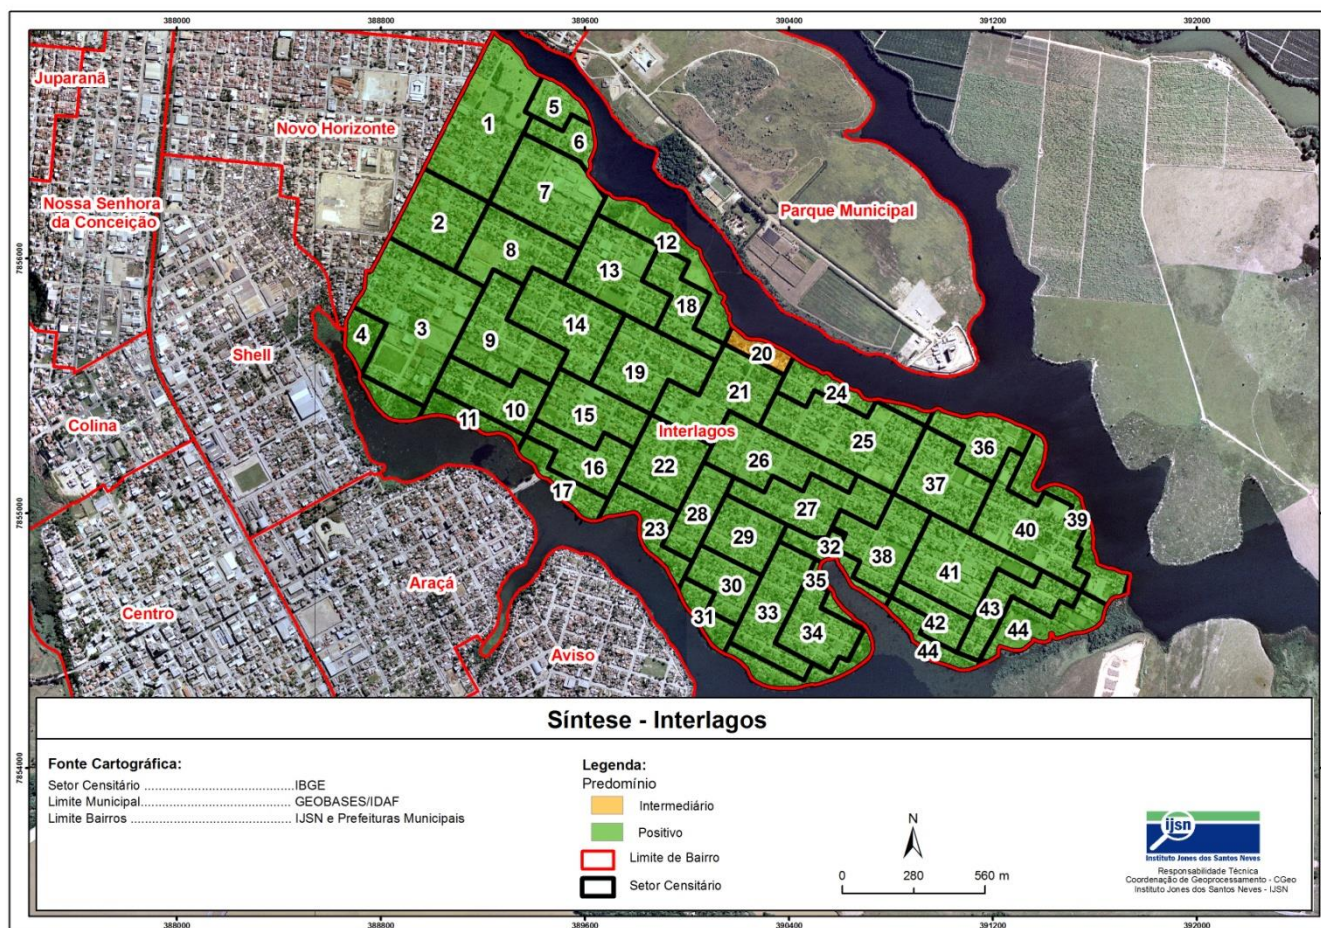 388000 388800 389600 390400 391200 392000
7856000
7855000
7854000
Juparanã
Novo Horizonte
Nossa Senhora
da Conceição
Parque Municipal
Shell
Colina
Interlagos
Araçá
Centro
Aviso
1
5
6
7
2
12
8
13
18
4
3
14
9
20
19
21
24
10
15
11
25
36
26
16
22
37
17
27
28
39
40
23
29
32
38
35
41
30
31
33
43
42
34
44
44
Síntese - Interlagos
Fonte Cartográfica:
Setor Censitário ........................................IBGE
Limite Municipal......................................... GEOBASES/IDAF
Limite Bairros ........................................... IJSN e Prefeituras Municipais
Legenda:
Predomínio
Intermediário
Positivo
Limite de Bairro
Setor Censitário
N
0 280 560 m
ijsn
Instituto Jones dos Santos Neves
Responsabilidade Técnica
Coordenação de Geoprocessamento - CGeo
Instituto Jones dos Santos Neves - IJSN
388000 388800 389600 390400 391200 392000